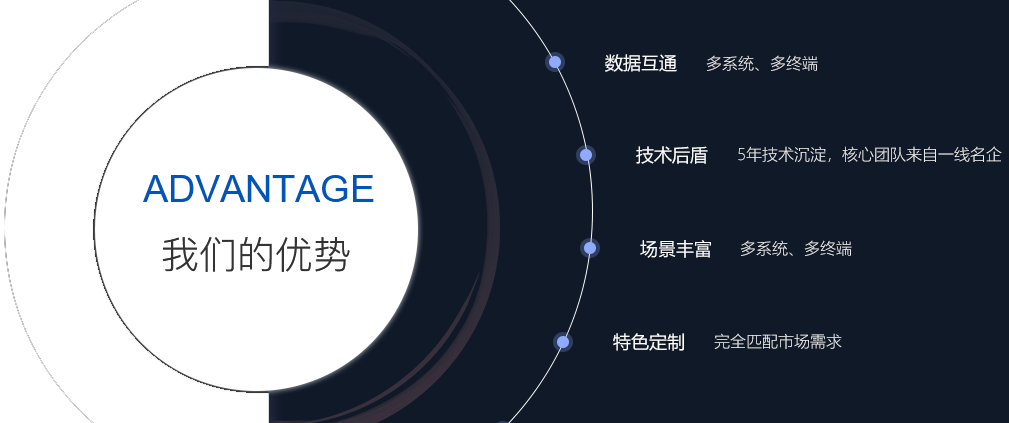 ADVANTAGE
我们的优势
数据互通 多系统、多终端
技术后盾 5年技术沉淀，核心团队来自一线名企
场景丰富 多系统、多终端
特色定制 完全匹配市场需求